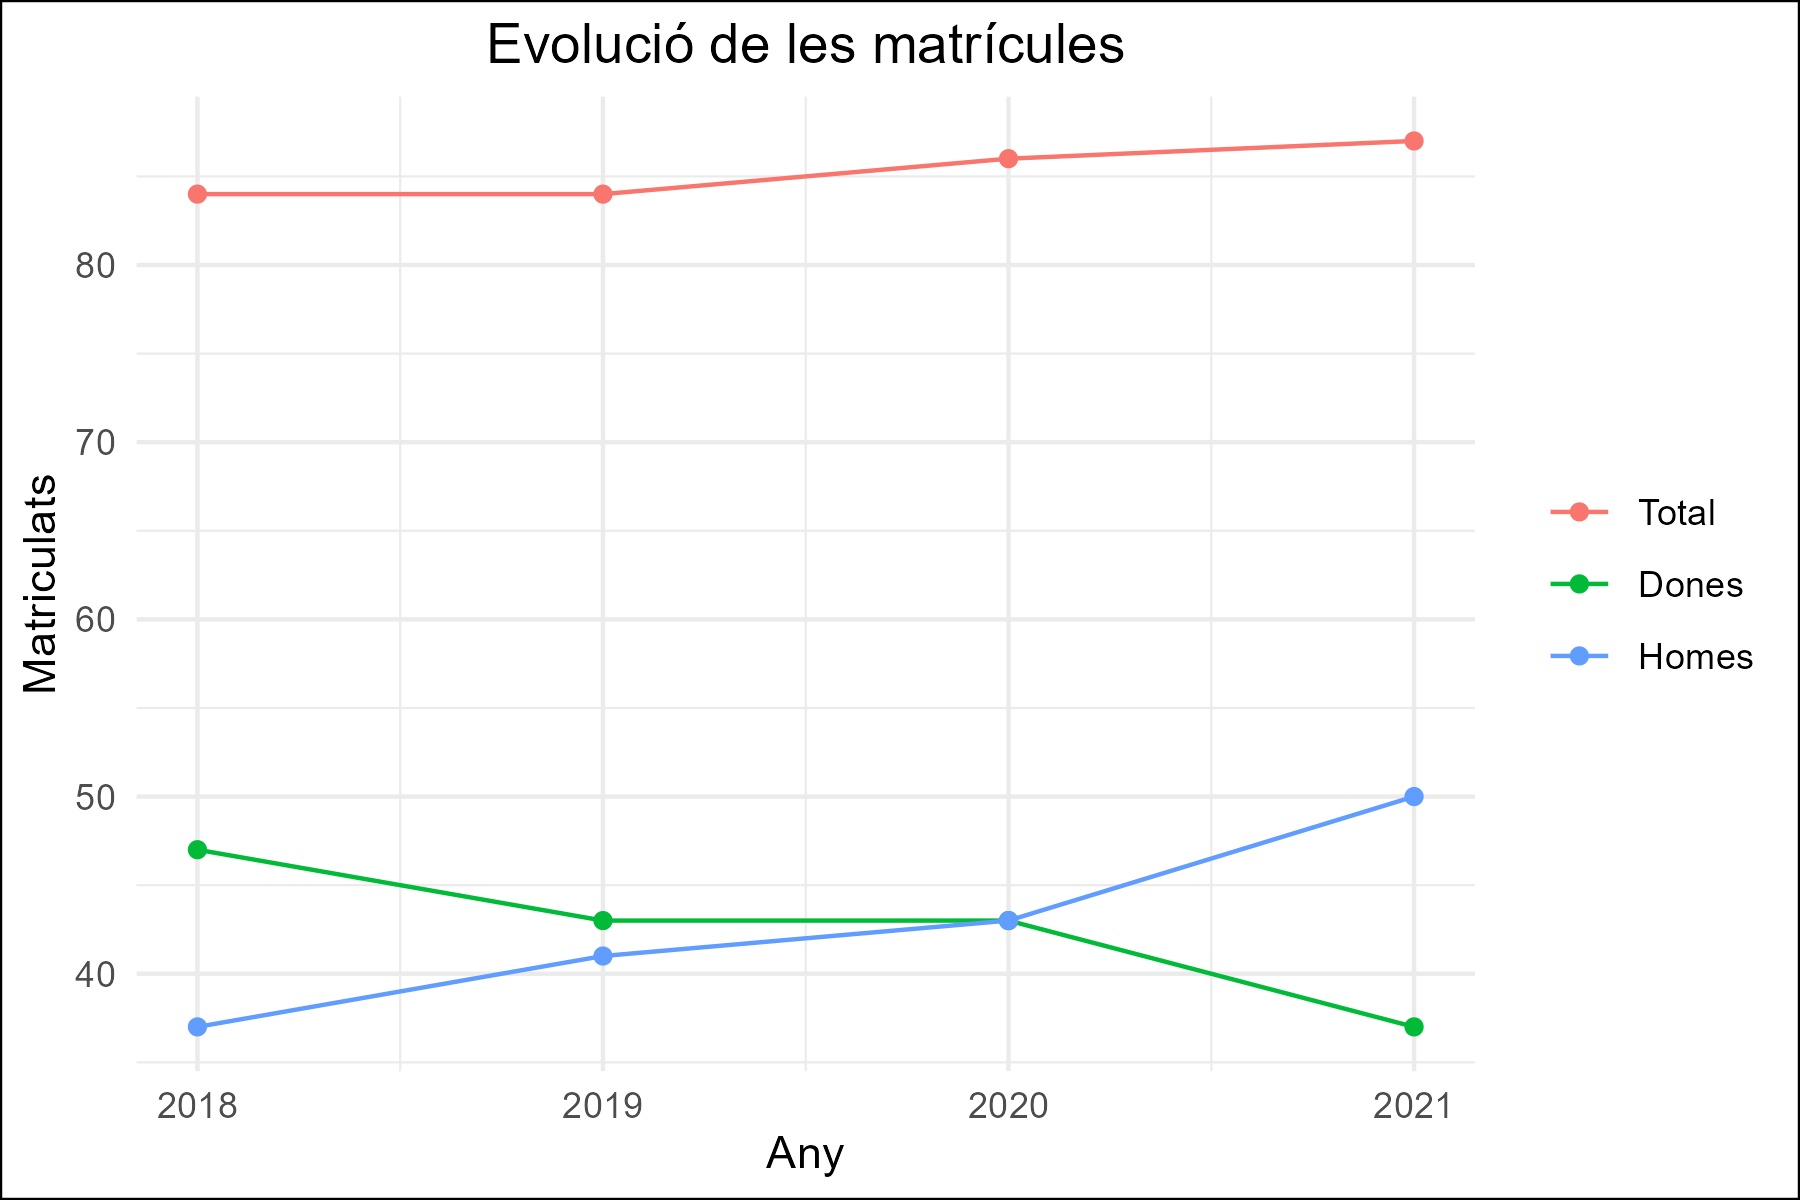 Evolució de les matrícules
Matriculats
80
70
60
50
40
2018
2019
2020
2021
Any
Total
Dones
Homes